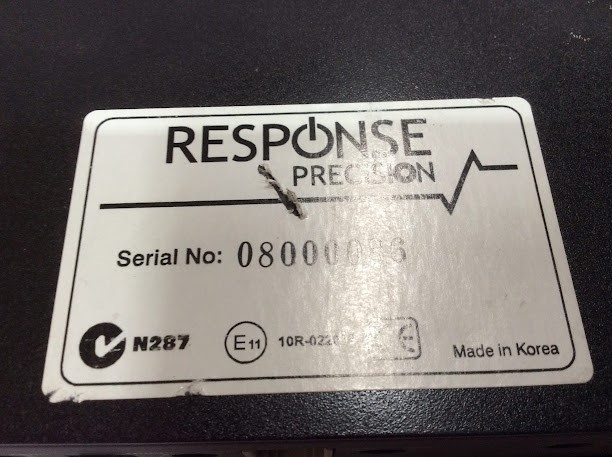 RESPONSE
PRECISION
Serial No:
N287 E11 Made in Korea